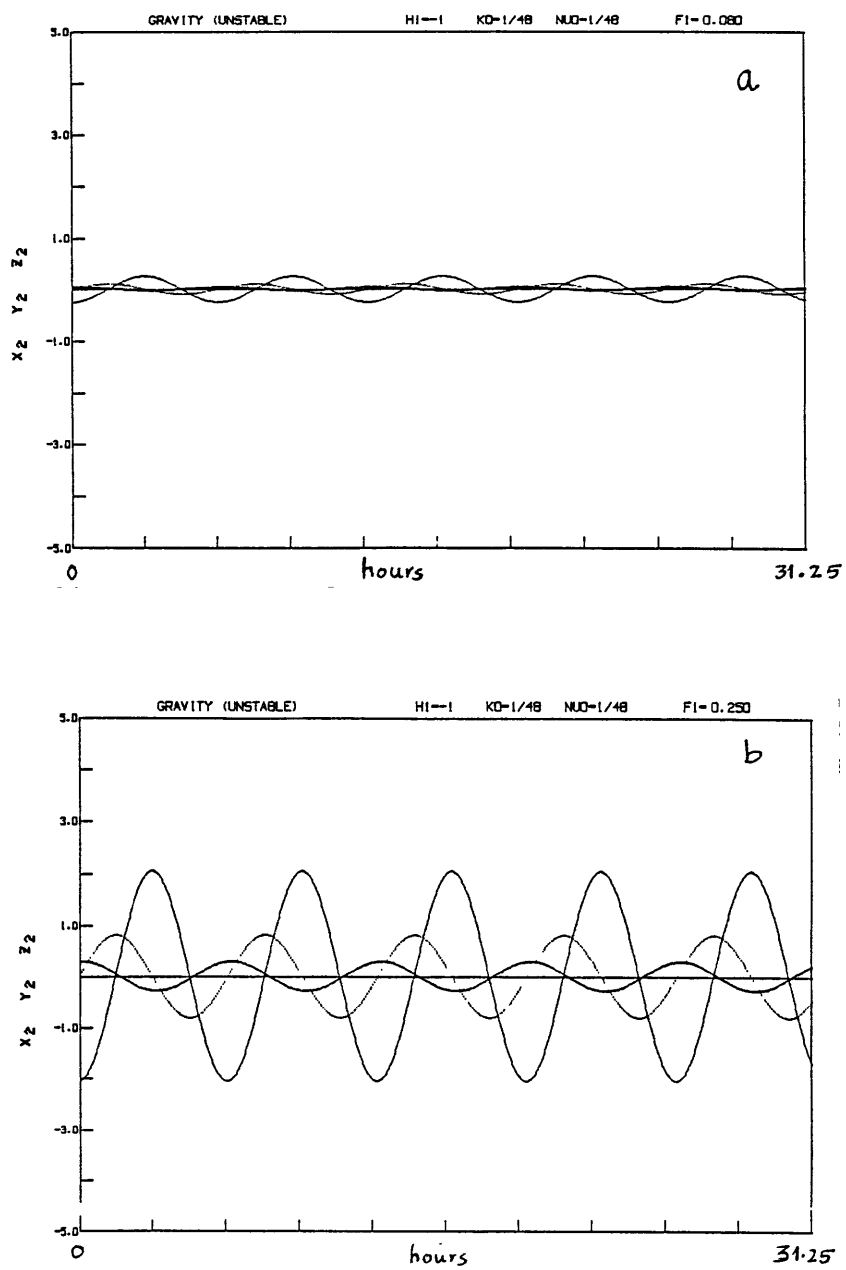 GRAVITY (UNSTABLE) H1=-1 K0=1/48 NU0=1/48 F1= 0.080
a
5.0
3.0
1.0
-1.0
-3.0
-5.0
X2 Y2 Z2
0 hours 31.25
GRAVITY (UNSTABLE) H1=-1 K0=1/48 NU0=1/48 F1= 0.250
b
5.0
3.0
1.0
-1.0
-3.0
-5.0
X2 Y2 Z2
0 hours 31.25